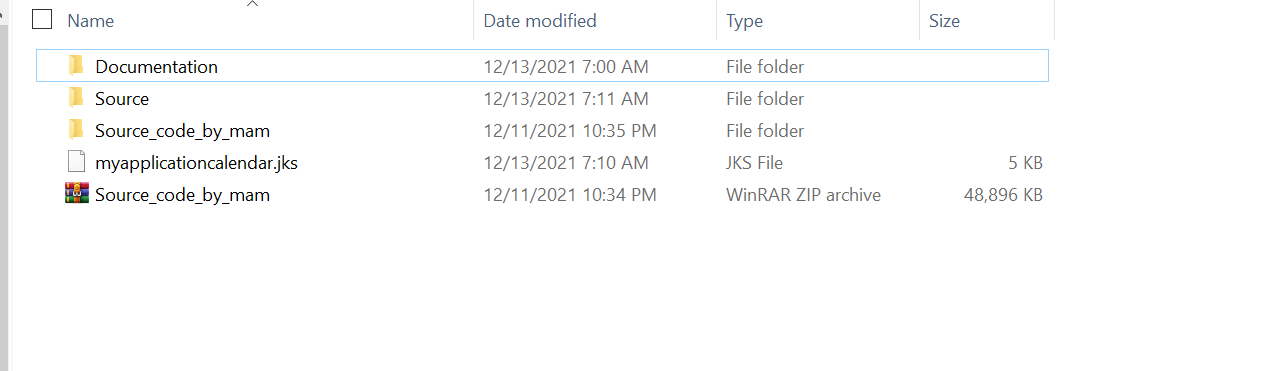 Name Date modified Type Size
Documentation 12/13/2021 7:00 AM File folder
Source 12/13/2021 7:11 AM File folder
Source_code_by_mam 12/11/2021 10:35 PM File folder
myapplicationcalendar.jks 12/13/2021 7:10 AM JKS File 5 KB
Source_code_by_mam 12/11/2021 10:34 PM WinRAR ZIP archive 48,896 KB